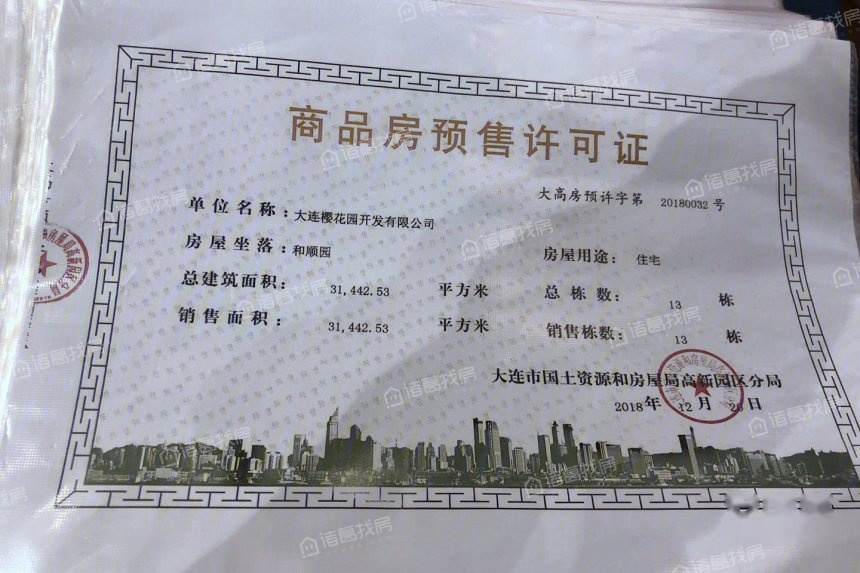 商品房预售许可证
大高房预许字第 20180032 号
单位名称：大连樱花园开发有限公司
房屋坐落：和顺园 房屋用途：住宅
总建筑面积：31,442.53 平方米 总栋数：13 栋
销售面积：31,442.53 平方米 销售栋数：13 栋
大连市国土资源和房屋局高新园区分局
2018年 12月 28日
诸葛找房